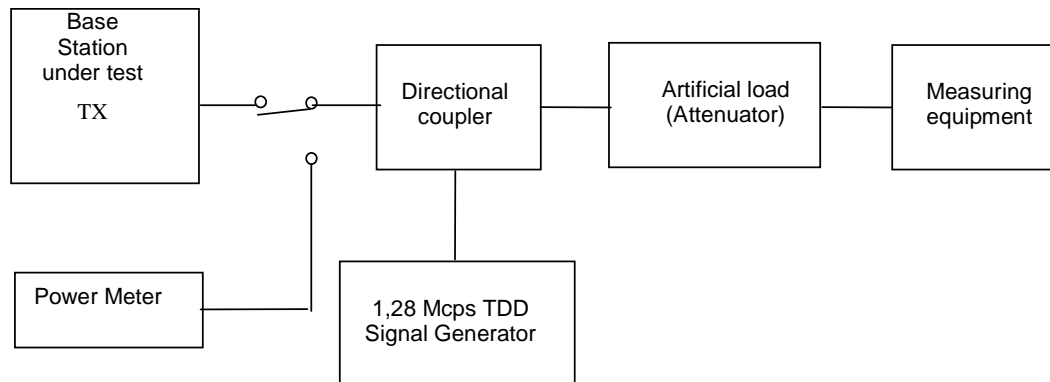 Base
Station
under test
TX
Directional
coupler
Artificial load
(Attenuator)
Measuring
equipment
Power Meter
1,28 Mcps TDD
Signal Generator